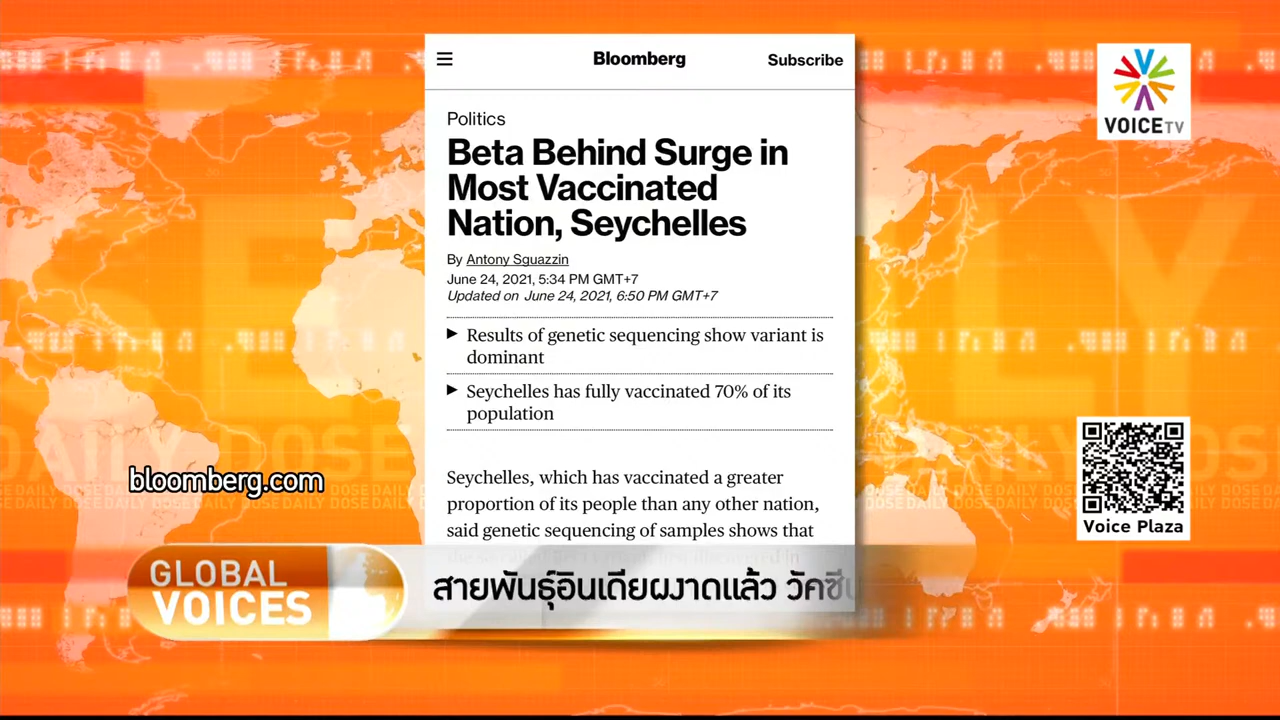 Bloomberg
Subscribe
Politics
Beta Behind Surge in
Most Vaccinated
Nation, Seychelles
By Antony Sguazzin
June 24, 2021, 5:34 PM GMT+7
Updated on June 24, 2021, 6:50 PM GMT+7
Results of genetic sequencing show variant is
dominant
Seychelles has fully vaccinated 70% of its
population
Seychelles, which has vaccinated a greater
proportion of its people than any other nation,
said genetic sequencing of samples shows that
VOICE TV
bloomberg.com
DAILY DOSE
Voice Plaza
GLOBAL
VOICES
สายพันธุ์อินเดียผงาดแล้ว วัคซีน